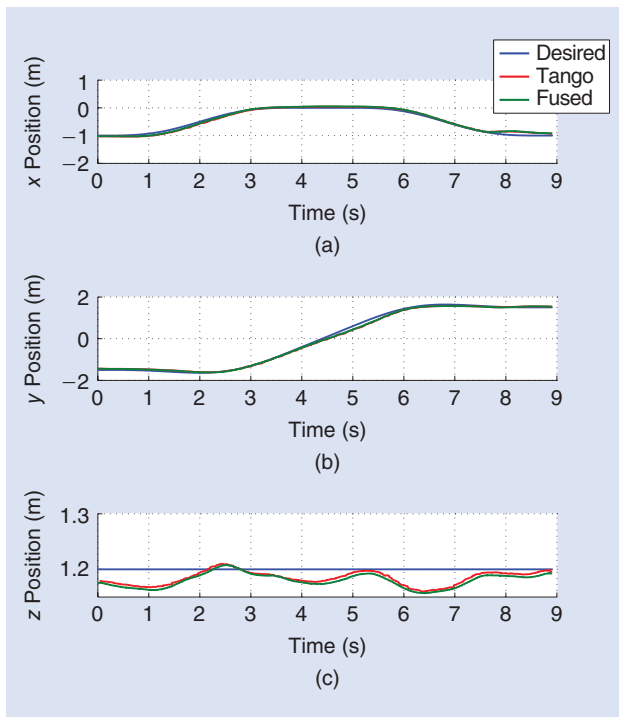 Desired
Tango
Fused
x Position (m)
1
0
−1
−2
0 1 2 3 4 5 6 7 8 9
Time (s)
(a)
y Position (m)
2
0
−2
0 1 2 3 4 5 6 7 8 9
Time (s)
(b)
z Position (m)
1.3
1.2
0 1 2 3 4 5 6 7 8 9
Time (s)
(c)